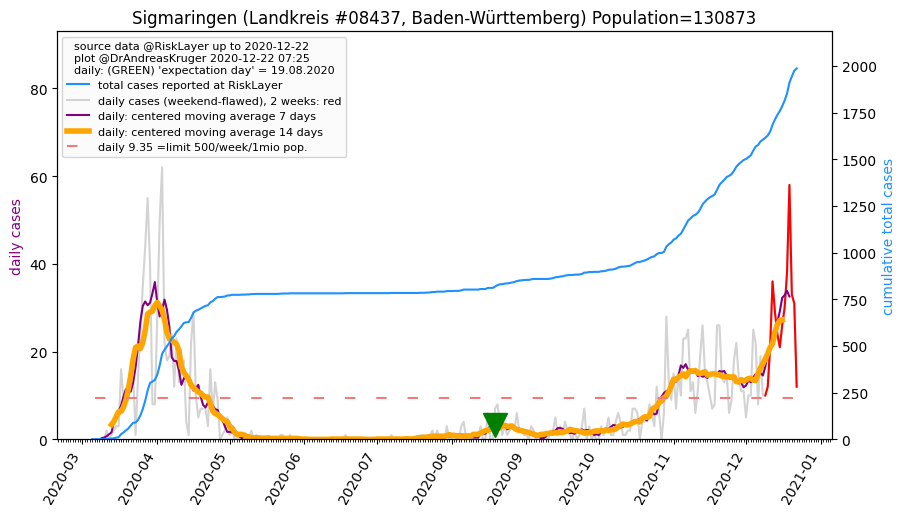 Sigmaringen (Landkreis #08437, Baden-Württemberg) Population=130873
source data @RiskLayer up to 2020-12-22
plot @DrAndreasKruger 2020-12-22 07:25
daily: (GREEN) 'expectation day' = 19.08.2020
total cases reported at RiskLayer
daily cases (weekend-flawed), 2 weeks: red
daily: centered moving average 7 days
daily: centered moving average 14 days
daily 9.35 =limit 500/week/1mio pop.
daily cases
80
60
40
20
0
cumulative total cases
2000
1750
1500
1250
1000
750
500
250
0
2020-03
2020-04
2020-05
2020-06
2020-07
2020-08
2020-09
2020-10
2020-11
2020-12
2021-01